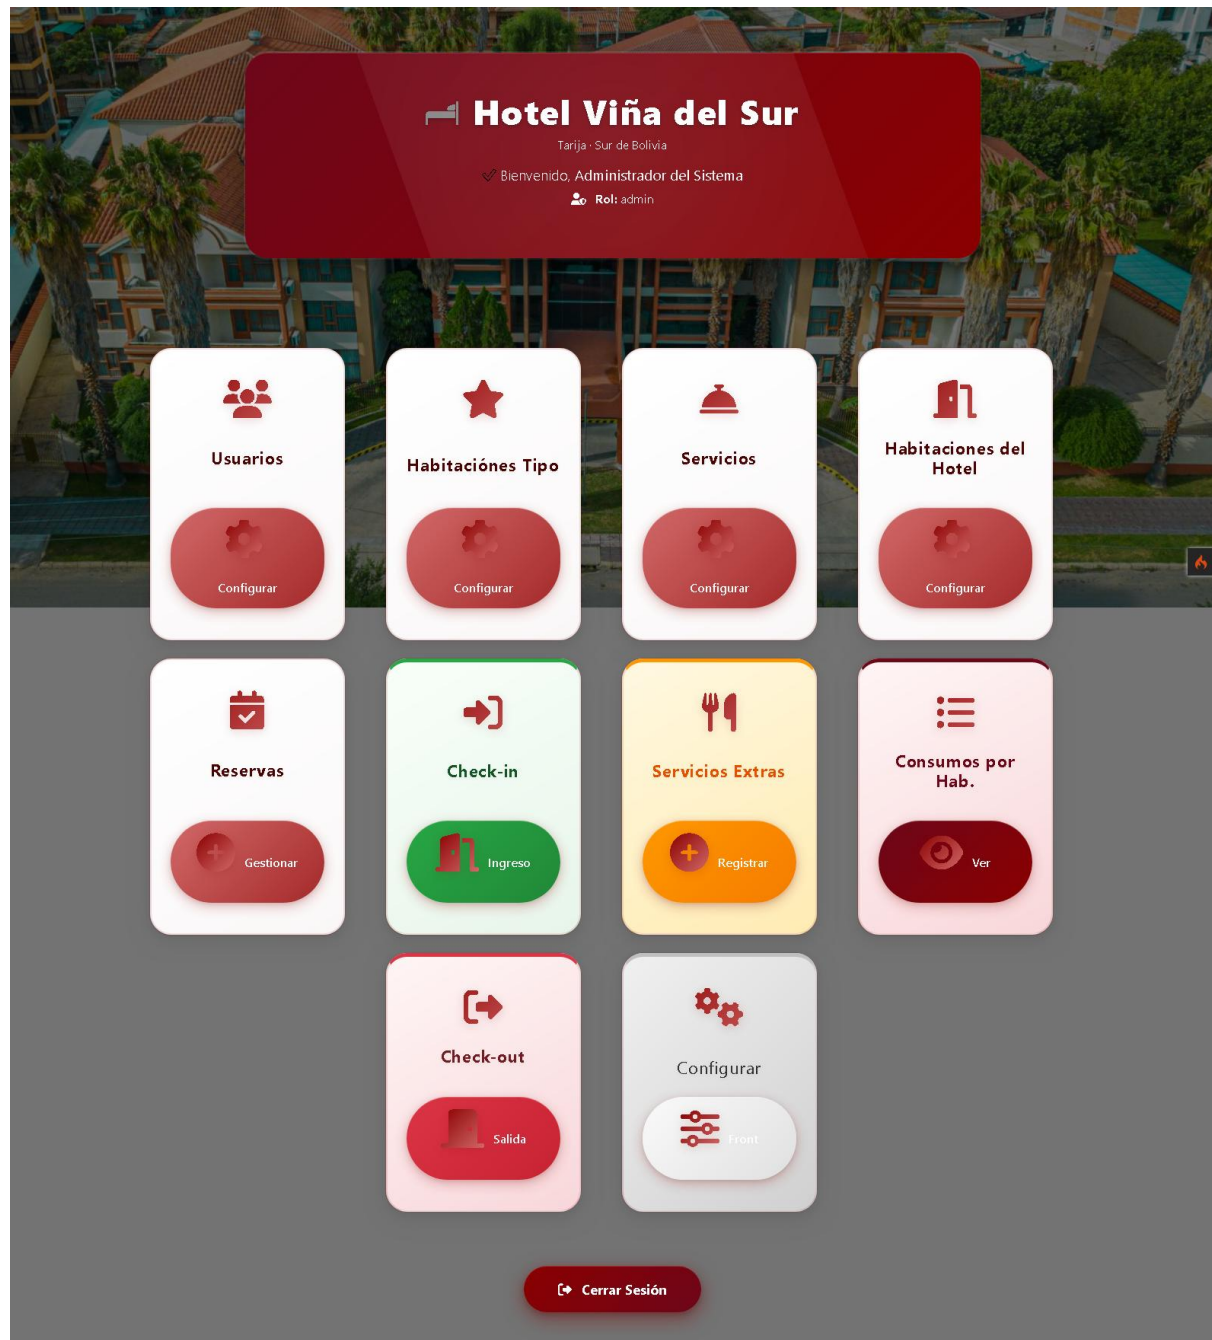 Hotel Viña del Sur
Tarija · Sur de Bolivia
Bienvenido, Administrador del Sistema
Rol: admin
Usuarios
Configurar
Habitaciónes Tipo
Configurar
Servicios
Configurar
Habitaciones del
Hotel
Configurar
Reservas
Gestionar
Check-in
Ingreso
Servicios Extras
Registrar
Consumos por
Hab.
Ver
Check-out
Salida
Configurar
Front
Cerrar Sesión